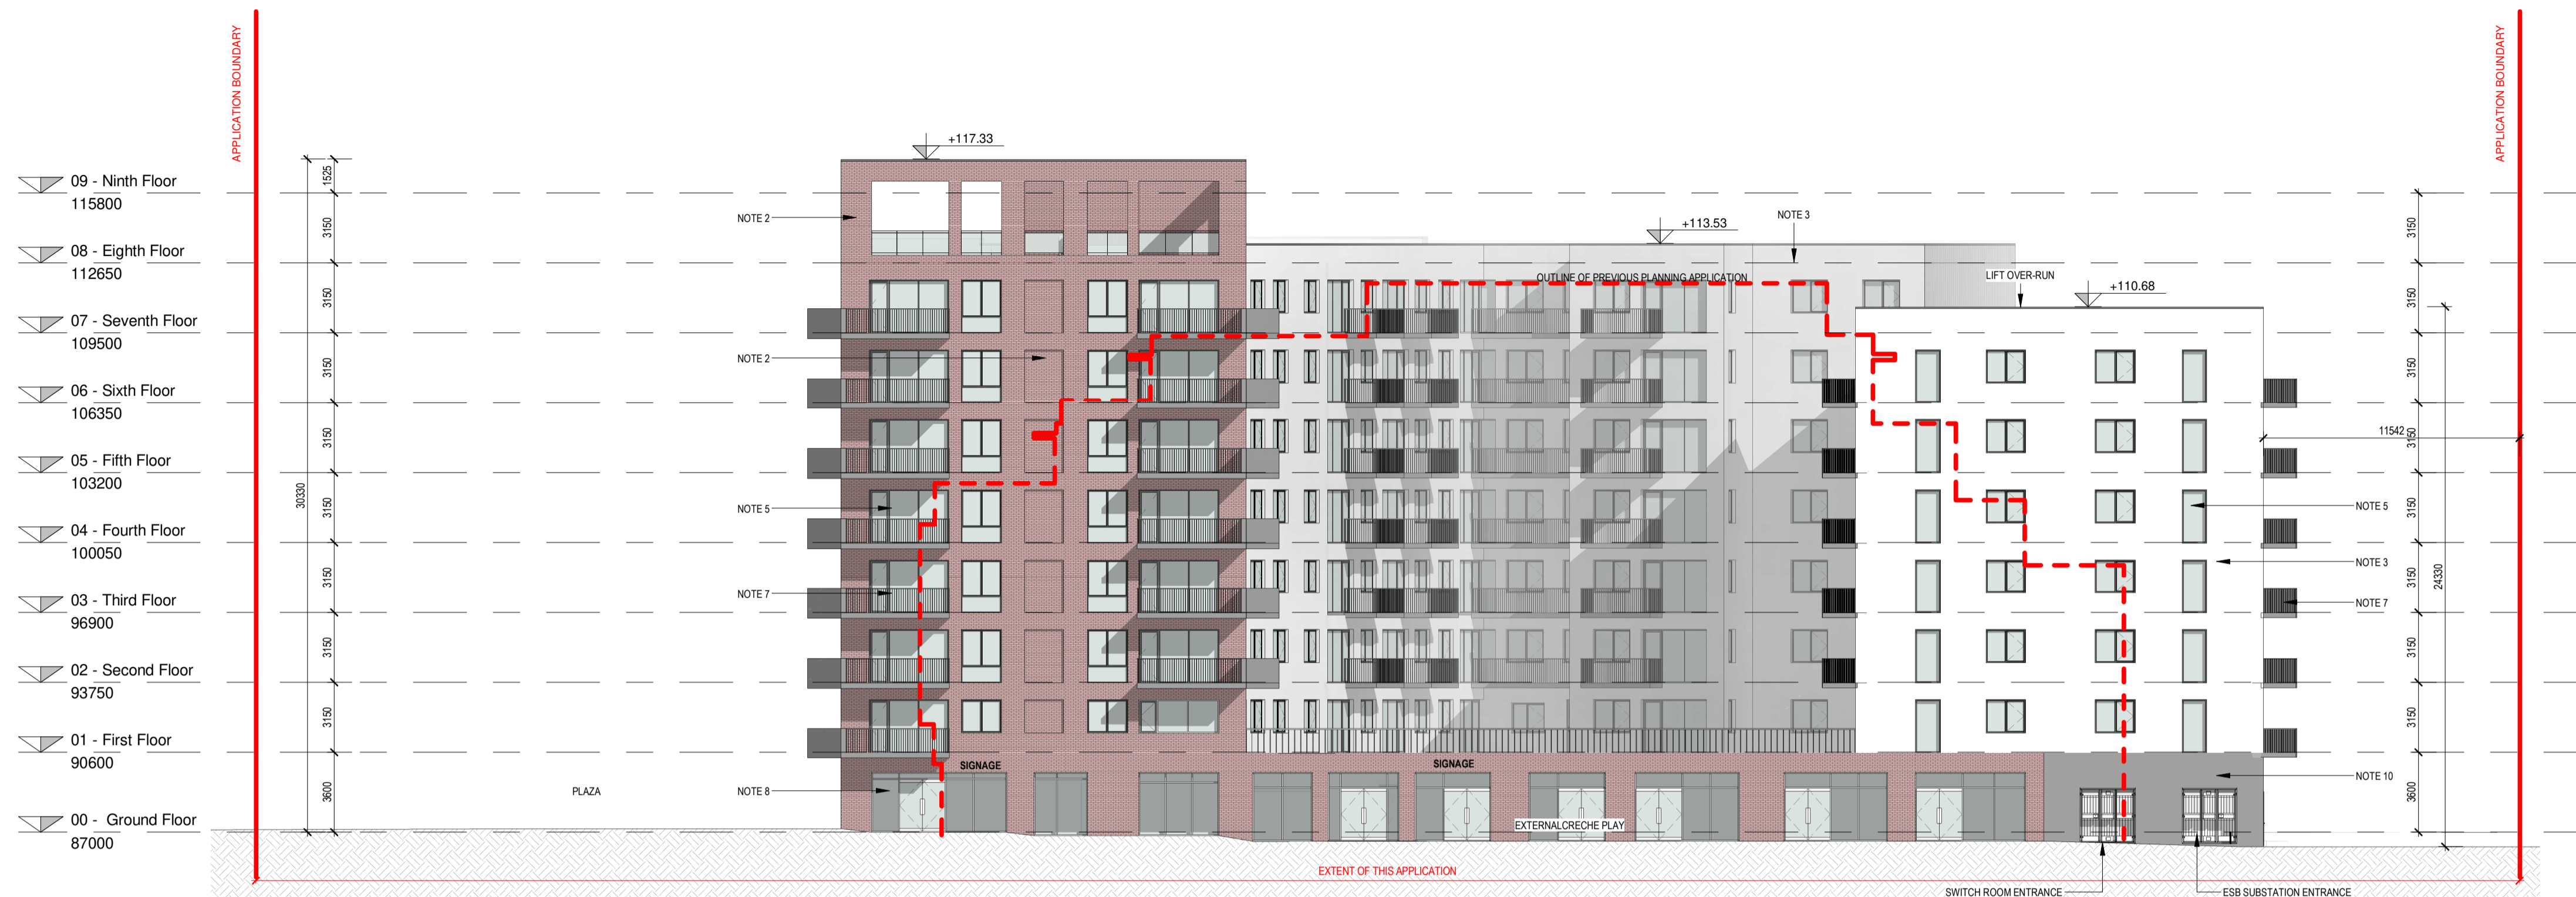 APPLICATION BOUNDARY
APPLICATION BOUNDARY
+117.33
09 - Ninth Floor
115800
1525
NOTE 2
NOTE 3
+113.53
3150
3150
08 - Eighth Floor
112650
OUTLINE OF PREVIOUS PLANNING APPLICATION
LIFT OVER-RUN
+110.68
3150
3150
07 - Seventh Floor
109500
NOTE 2
3150
3150
06 - Sixth Floor
106350
3150
3150
11542
05 - Fifth Floor
103200
30330
NOTE 5
3150
3150
NOTE 5
04 - Fourth Floor
100050
3150
3150
NOTE 3
24330
NOTE 7
NOTE 7
03 - Third Floor
96900
3150
3150
02 - Second Floor
93750
3150
3150
01 - First Floor
90600
SIGNAGE
SIGNAGE
NOTE 10
3600
PLAZA
NOTE 8
3600
00 - Ground Floor
87000
EXTERNALCRECHE PLAY
EXTENT OF THIS APPLICATION
SWITCH ROOM ENTRANCE
ESB SUBSTATION ENTRANCE